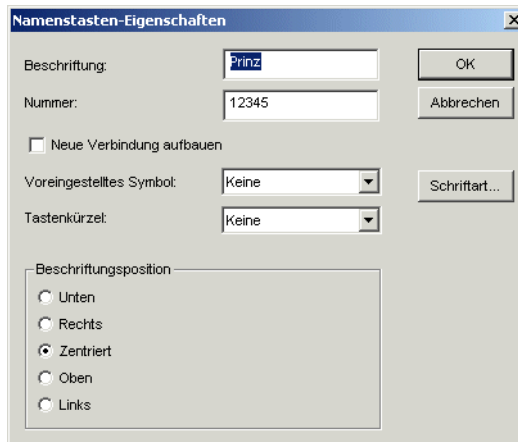 Namenstasten-Eigenschaften
Beschriftung: Prinz OK
Nummer: 12345 Abbrechen
Neue Verbindung aufbauen
Voreingestelltes Symbol: Keine Schriftart...
Tastenkürzel: Keine
Beschriftungsposition
Unten
Rechts
Zentriert
Oben
Links